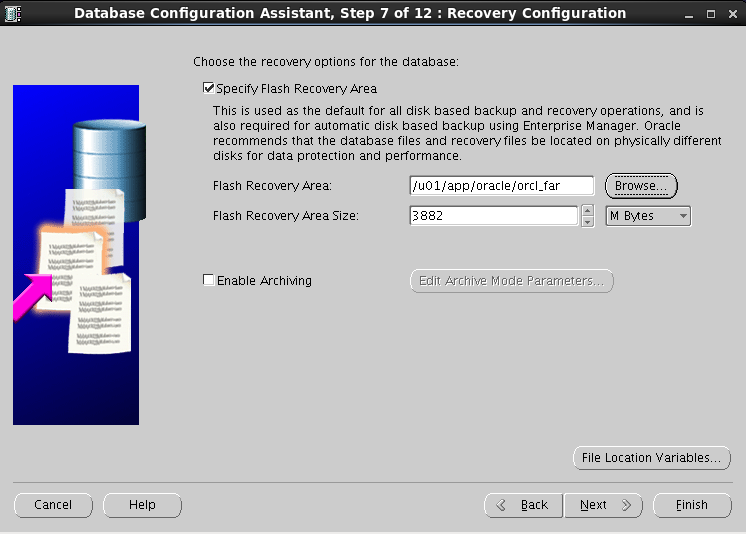 Database Configuration Assistant, Step 7 of 12 : Recovery Configuration
Choose the recovery options for the database:
Specify Flash Recovery Area
This is used as the default for all disk based backup and recovery operations, and is
also required for automatic disk based backup using Enterprise Manager. Oracle
recommends that the database files and recovery files be located on physically different
disks for data protection and performance.
Flash Recovery Area: /u01/app/oracle/orcl_far Browse...
Flash Recovery Area Size: 3882 M Bytes
Enable Archiving Edit Archive Mode Parameters...
File Location Variables...
Cancel Help Back Next Finish